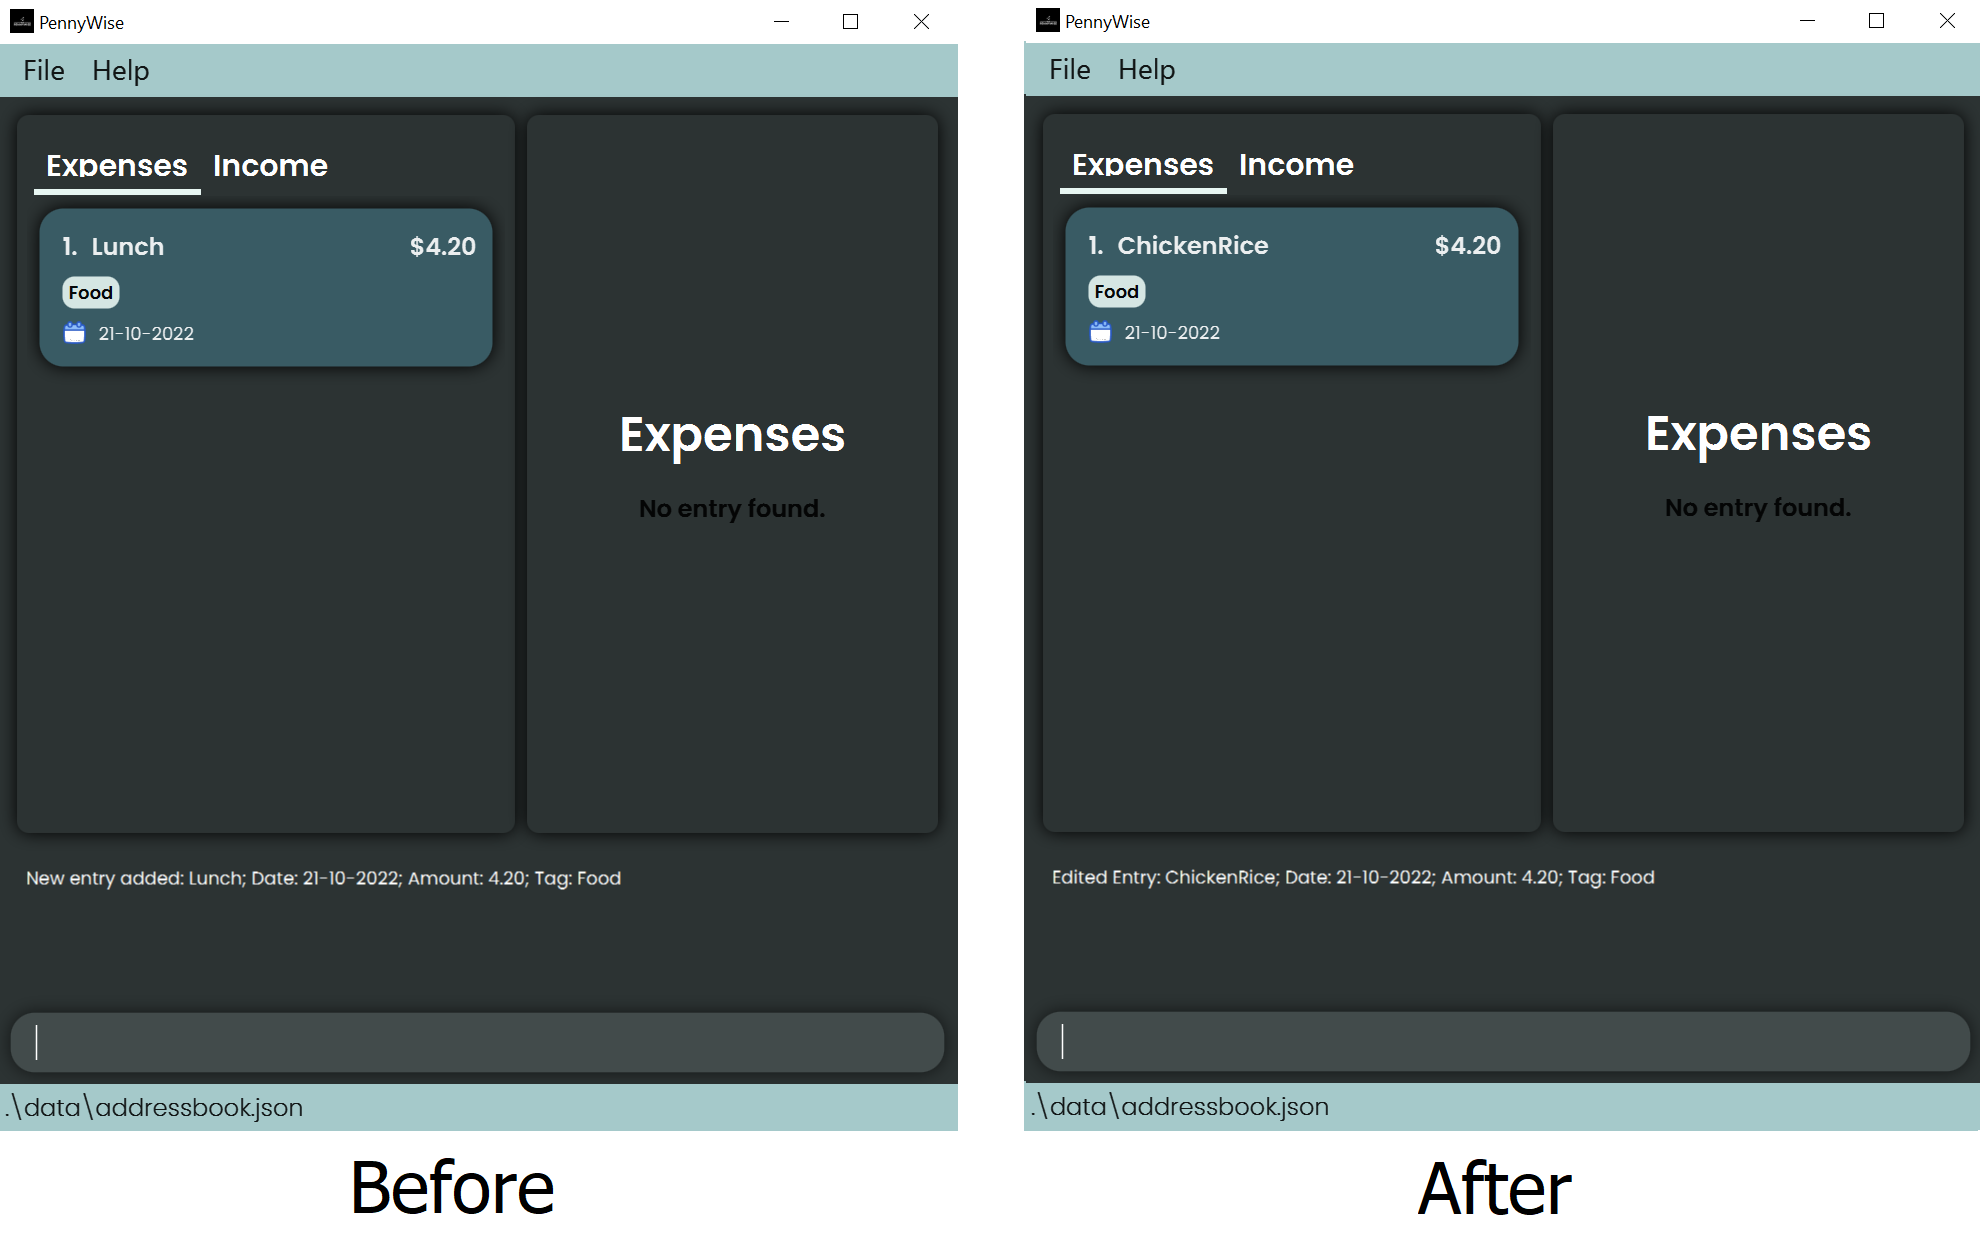 PennyWise
File Help
Expenses Income
1. Lunch $4.20
Food
21-10-2022
Expenses
No entry found.
New entry added: Lunch; Date: 21-10-2022; Amount: 4.20; Tag: Food
.\data\addressbook.json
Before
PennyWise
File Help
Expenses Income
1. ChickenRice $4.20
Food
21-10-2022
Expenses
No entry found.
Edited Entry: ChickenRice; Date: 21-10-2022; Amount: 4.20; Tag: Food
.\data\addressbook.json
After